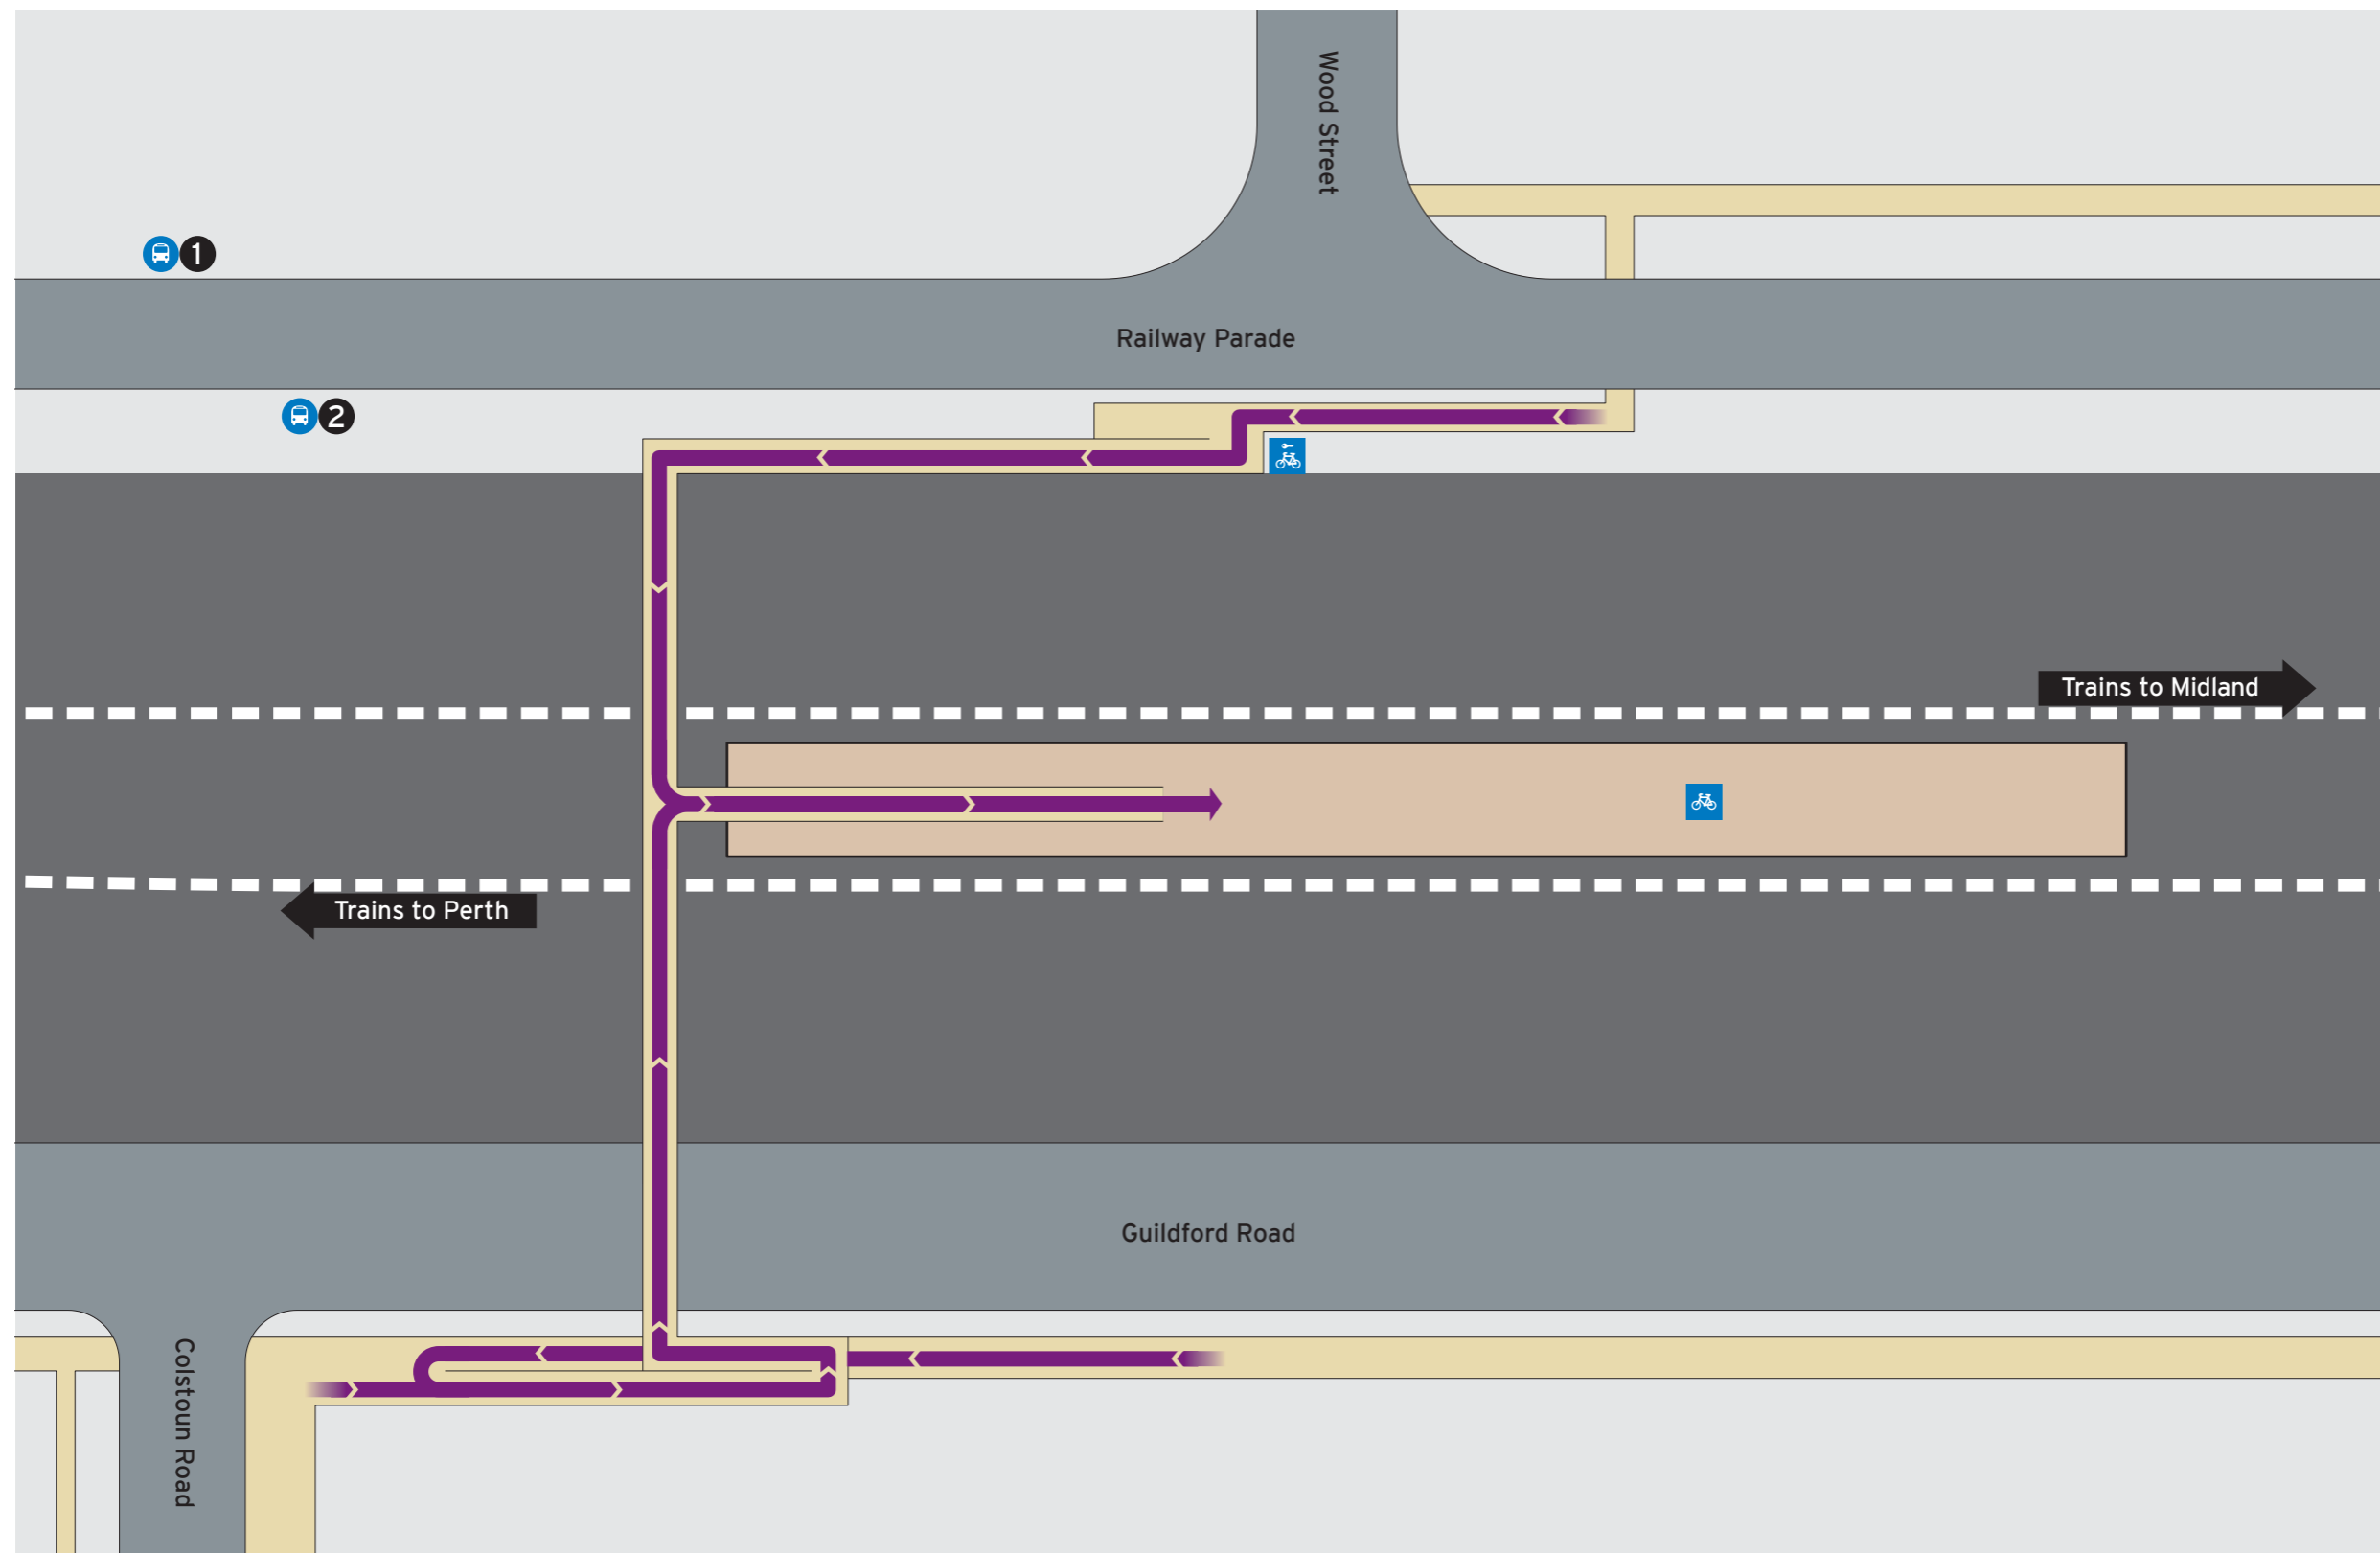 Wood Street
1
Railway Parade
2
Trains to Midland
Trains to Perth
Guildford Road
Colstoun Road